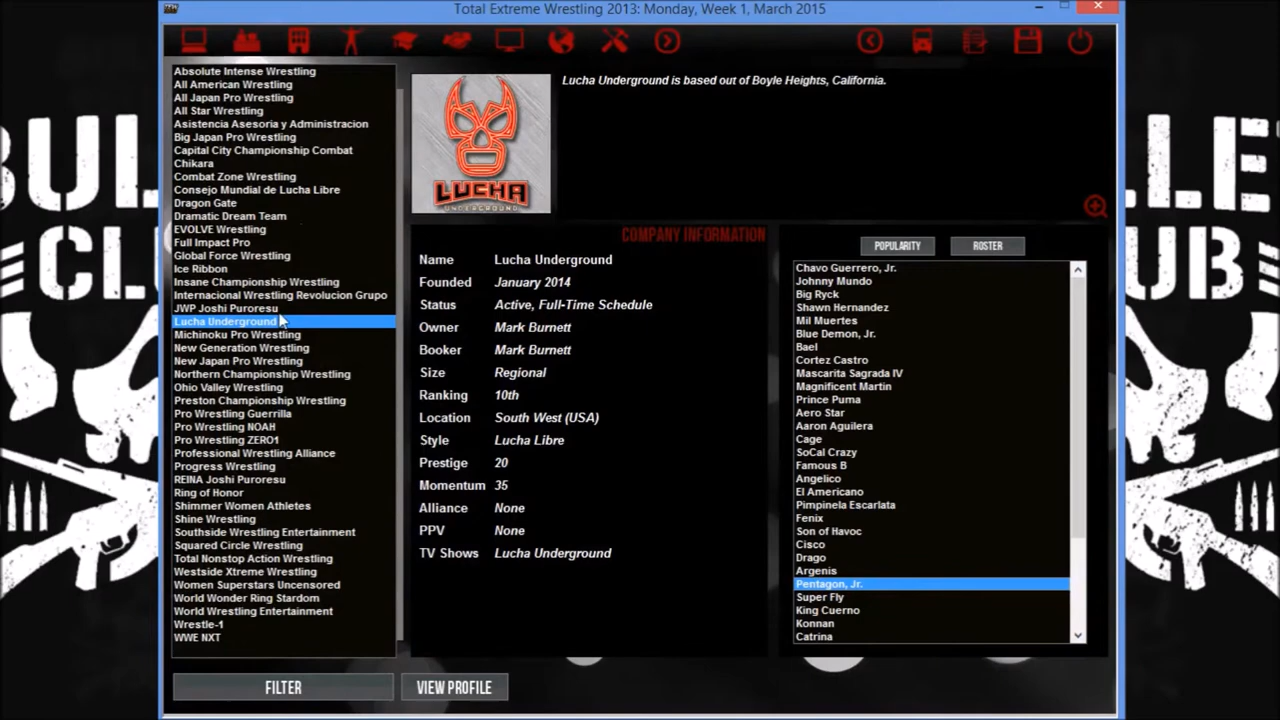 Total Extreme Wrestling 2013: Monday, Week 1, March 2015
Absolute Intense Wrestling
All American Wrestling
All Japan Pro Wrestling
All Star Wrestling
Asistencia Asesoria y Administracion
Big Japan Pro Wrestling
Capital City Championship Combat
Chikara
Combat Zone Wrestling
Consejo Mundial de Lucha Libre
Dragon Gate
Dramatic Dream Team
EVOLVE Wrestling
Full Impact Pro
Global Force Wrestling
Ice Ribbon
Insane Championship Wrestling
Internacional Wrestling Revolucion Grupo
JWP Joshi Puroresu
Lucha Underground
Michinoku Pro Wrestling
New Generation Wrestling
New Japan Pro Wrestling
Northern Championship Wrestling
Ohio Valley Wrestling
Preston Championship Wrestling
Pro Wrestling Guerrilla
Pro Wrestling NOAH
Pro Wrestling ZERO1
Professional Wrestling Alliance
Progress Wrestling
REINA Joshi Puroresu
Ring of Honor
Shimmer Women Athletes
Shine Wrestling
Southside Wrestling Entertainment
Squared Circle Wrestling
Total Nonstop Action Wrestling
Westside Xtreme Wrestling
Women Superstars Uncensored
World Wonder Ring Stardom
World Wrestling Entertainment
Wrestle-1
WWE NXT
FILTER
VIEW PROFILE
LUCHA
UNDERGROUND
Lucha Underground is based out of Boyle Heights, California.
COMPANY INFORMATION
Name Lucha Underground
Founded January 2014
Status Active, Full-Time Schedule
Owner Mark Burnett
Booker Mark Burnett
Size Regional
Ranking 10th
Location South West (USA)
Style Lucha Libre
Prestige 20
Momentum 35
Alliance None
PPV None
TV Shows Lucha Underground
POPULARITY ROSTER
Chavo Guerrero, Jr.
Johnny Mundo
Big Ryck
Shawn Hernandez
Mil Muertes
Blue Demon, Jr.
Bael
Cortez Castro
Mascarita Sagrada IV
Magnificent Martin
Prince Puma
Aero Star
Aaron Aguilera
Cage
SoCal Crazy
Famous B
Angelico
El Americano
Pimpinela Escarlata
Fenix
Son of Havoc
Cisco
Drago
Argenis
Pentagon, Jr.
Super Fly
King Cuerno
Konnan
Catrina